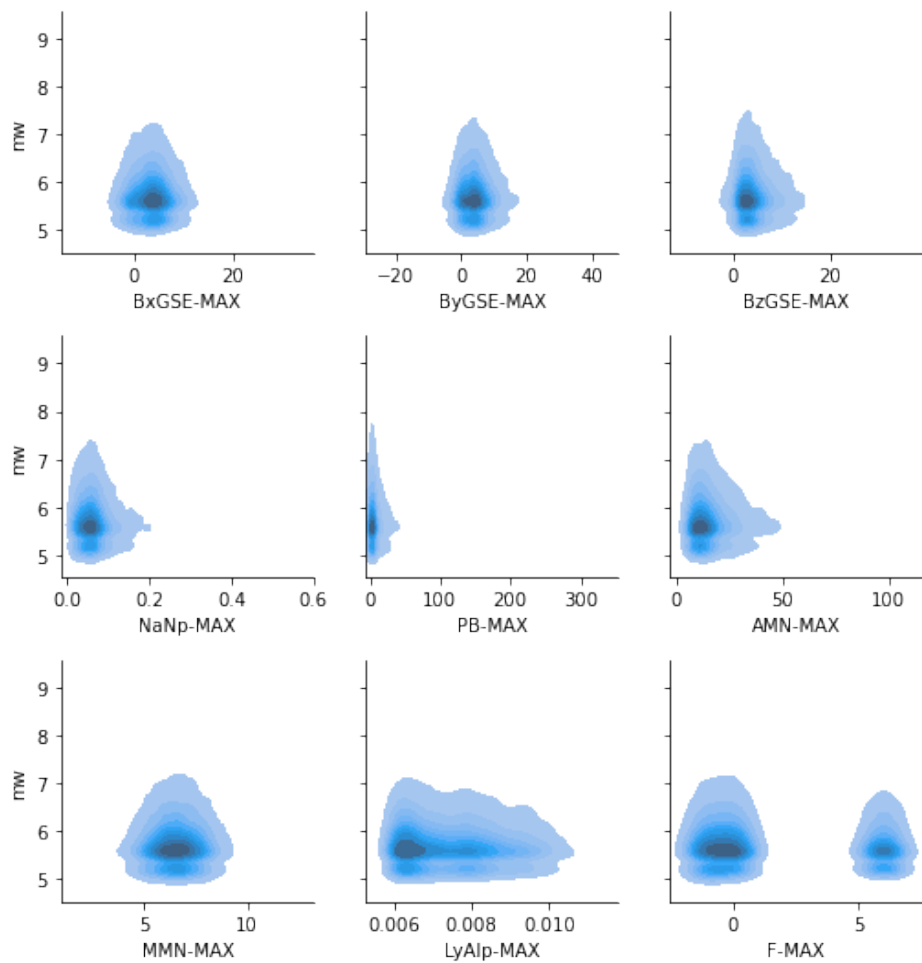 9
8
7
6
5
mw
0 20
BxGSE-MAX
−20 0 20 40
ByGSE-MAX
0 20
BzGSE-MAX
9
8
7
6
5
mw
0.0 0.2 0.4 0.6
NaNp-MAX
0 100 200 300
PB-MAX
0 50 100
AMN-MAX
9
8
7
6
5
mw
5 10
MMN-MAX
0.006 0.008 0.010
LyAlp-MAX
0 5
F-MAX